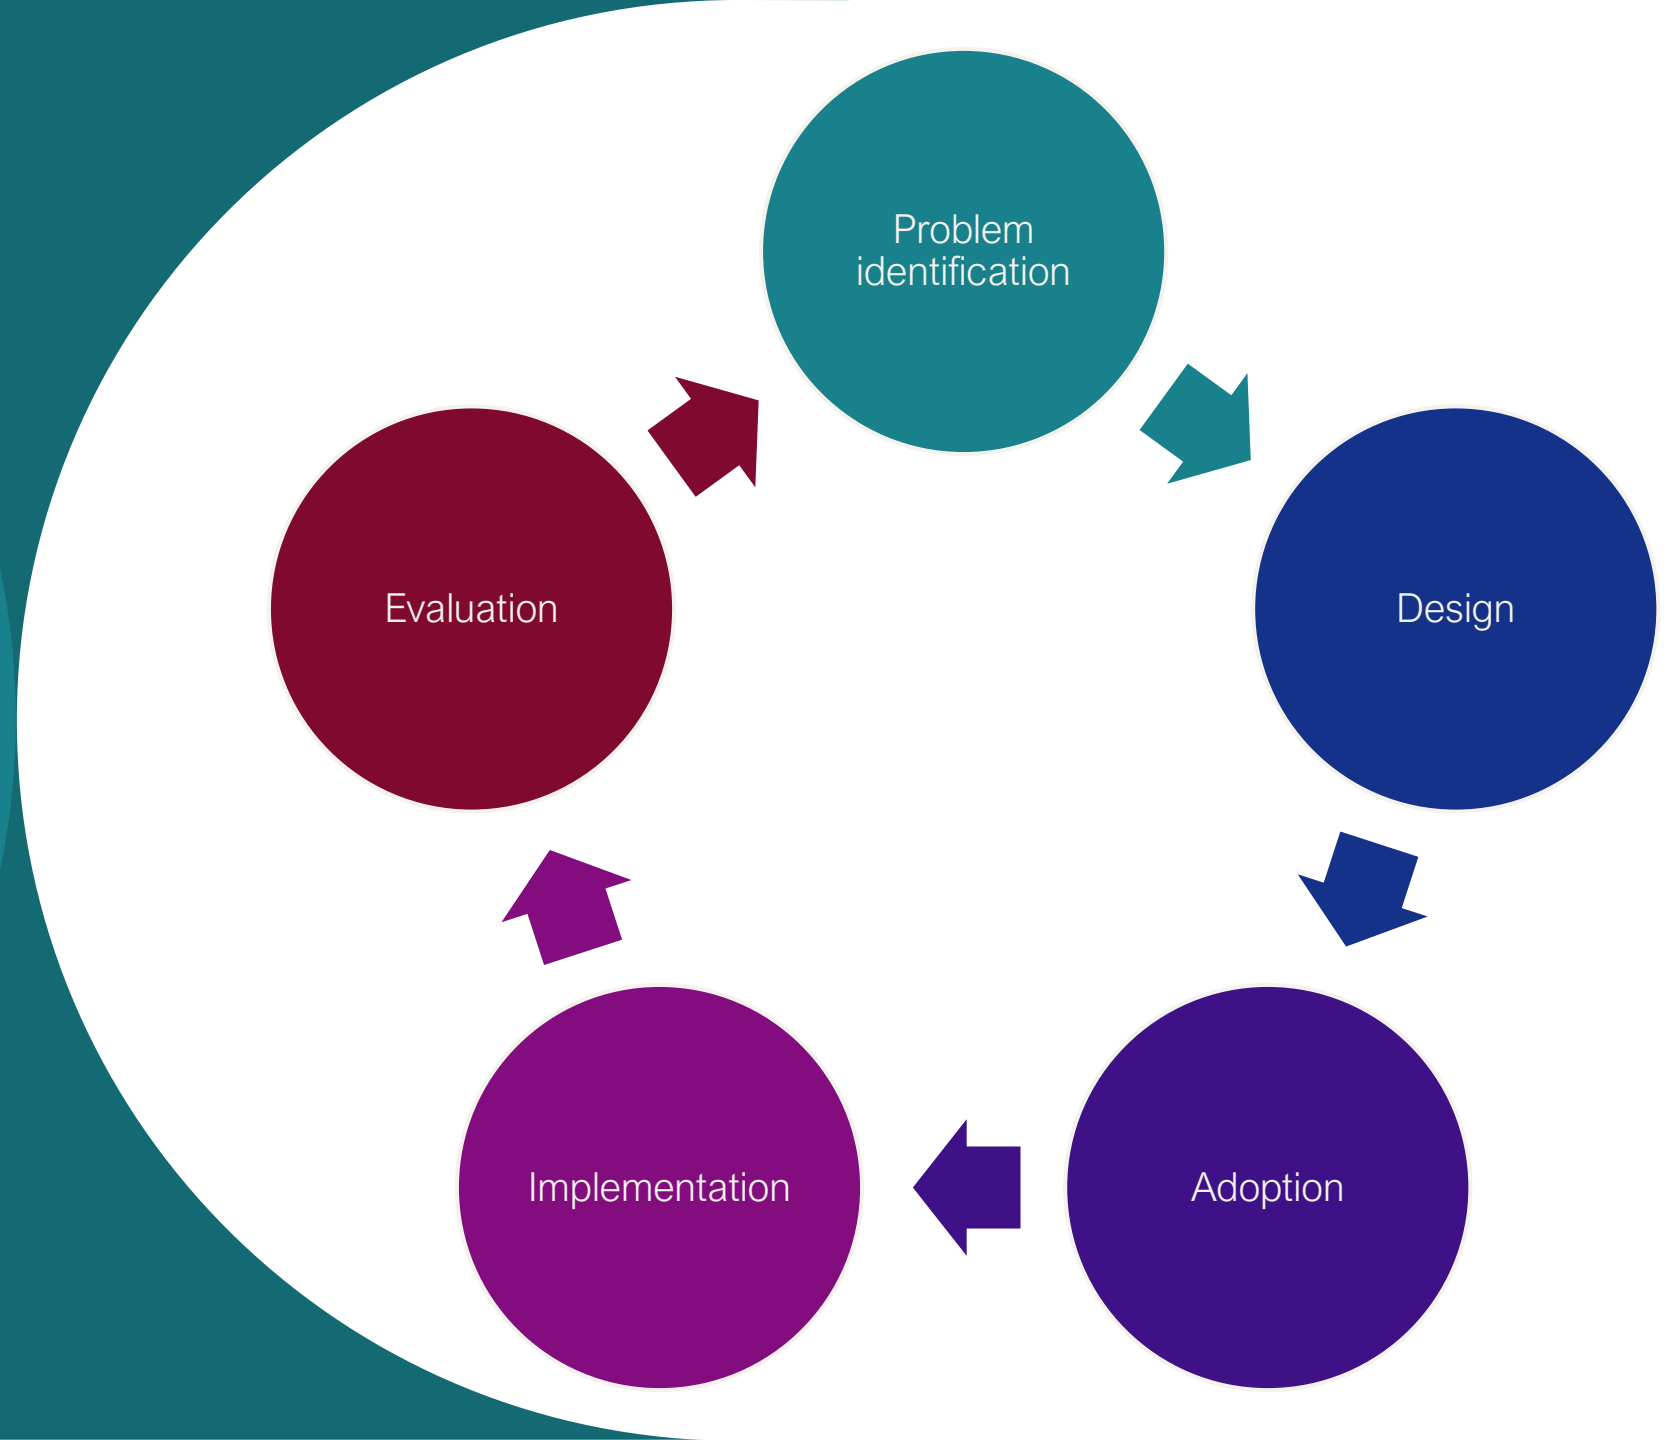 Problem
identification
Design
Adoption
Implementation
Evaluation